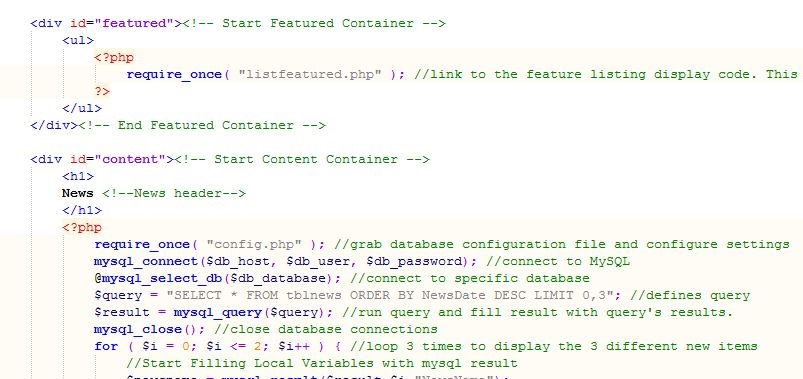 <div id="featured"><!-- Start Featured Container -->
<ul>
<?php
require_once( "listfeatured.php" ); //link to the feature listing display code. This
?>
</ul>
</div><!-- End Featured Container -->
<div id="content"><!-- Start Content Container -->
<h1>
News <!--News header-->
</h1>
<?php
require_once( "config.php" ); //grab database configuration file and configure settings
mysql_connect($db_host, $db_user, $db_password); //connect to MySQL
@mysql_select_db($db_database); //connect to specific database
$query = "SELECT * FROM tblnews ORDER BY NewsDate DESC LIMIT 0,3"; //defines query
$result = mysql_query($query); //run query and fill result with query's results.
mysql_close(); //close database connections
for ( $i = 0; $i <= 2; $i++ ) { //loop 3 times to display the 3 different new items
//Start Filling Local Variables with mysql result